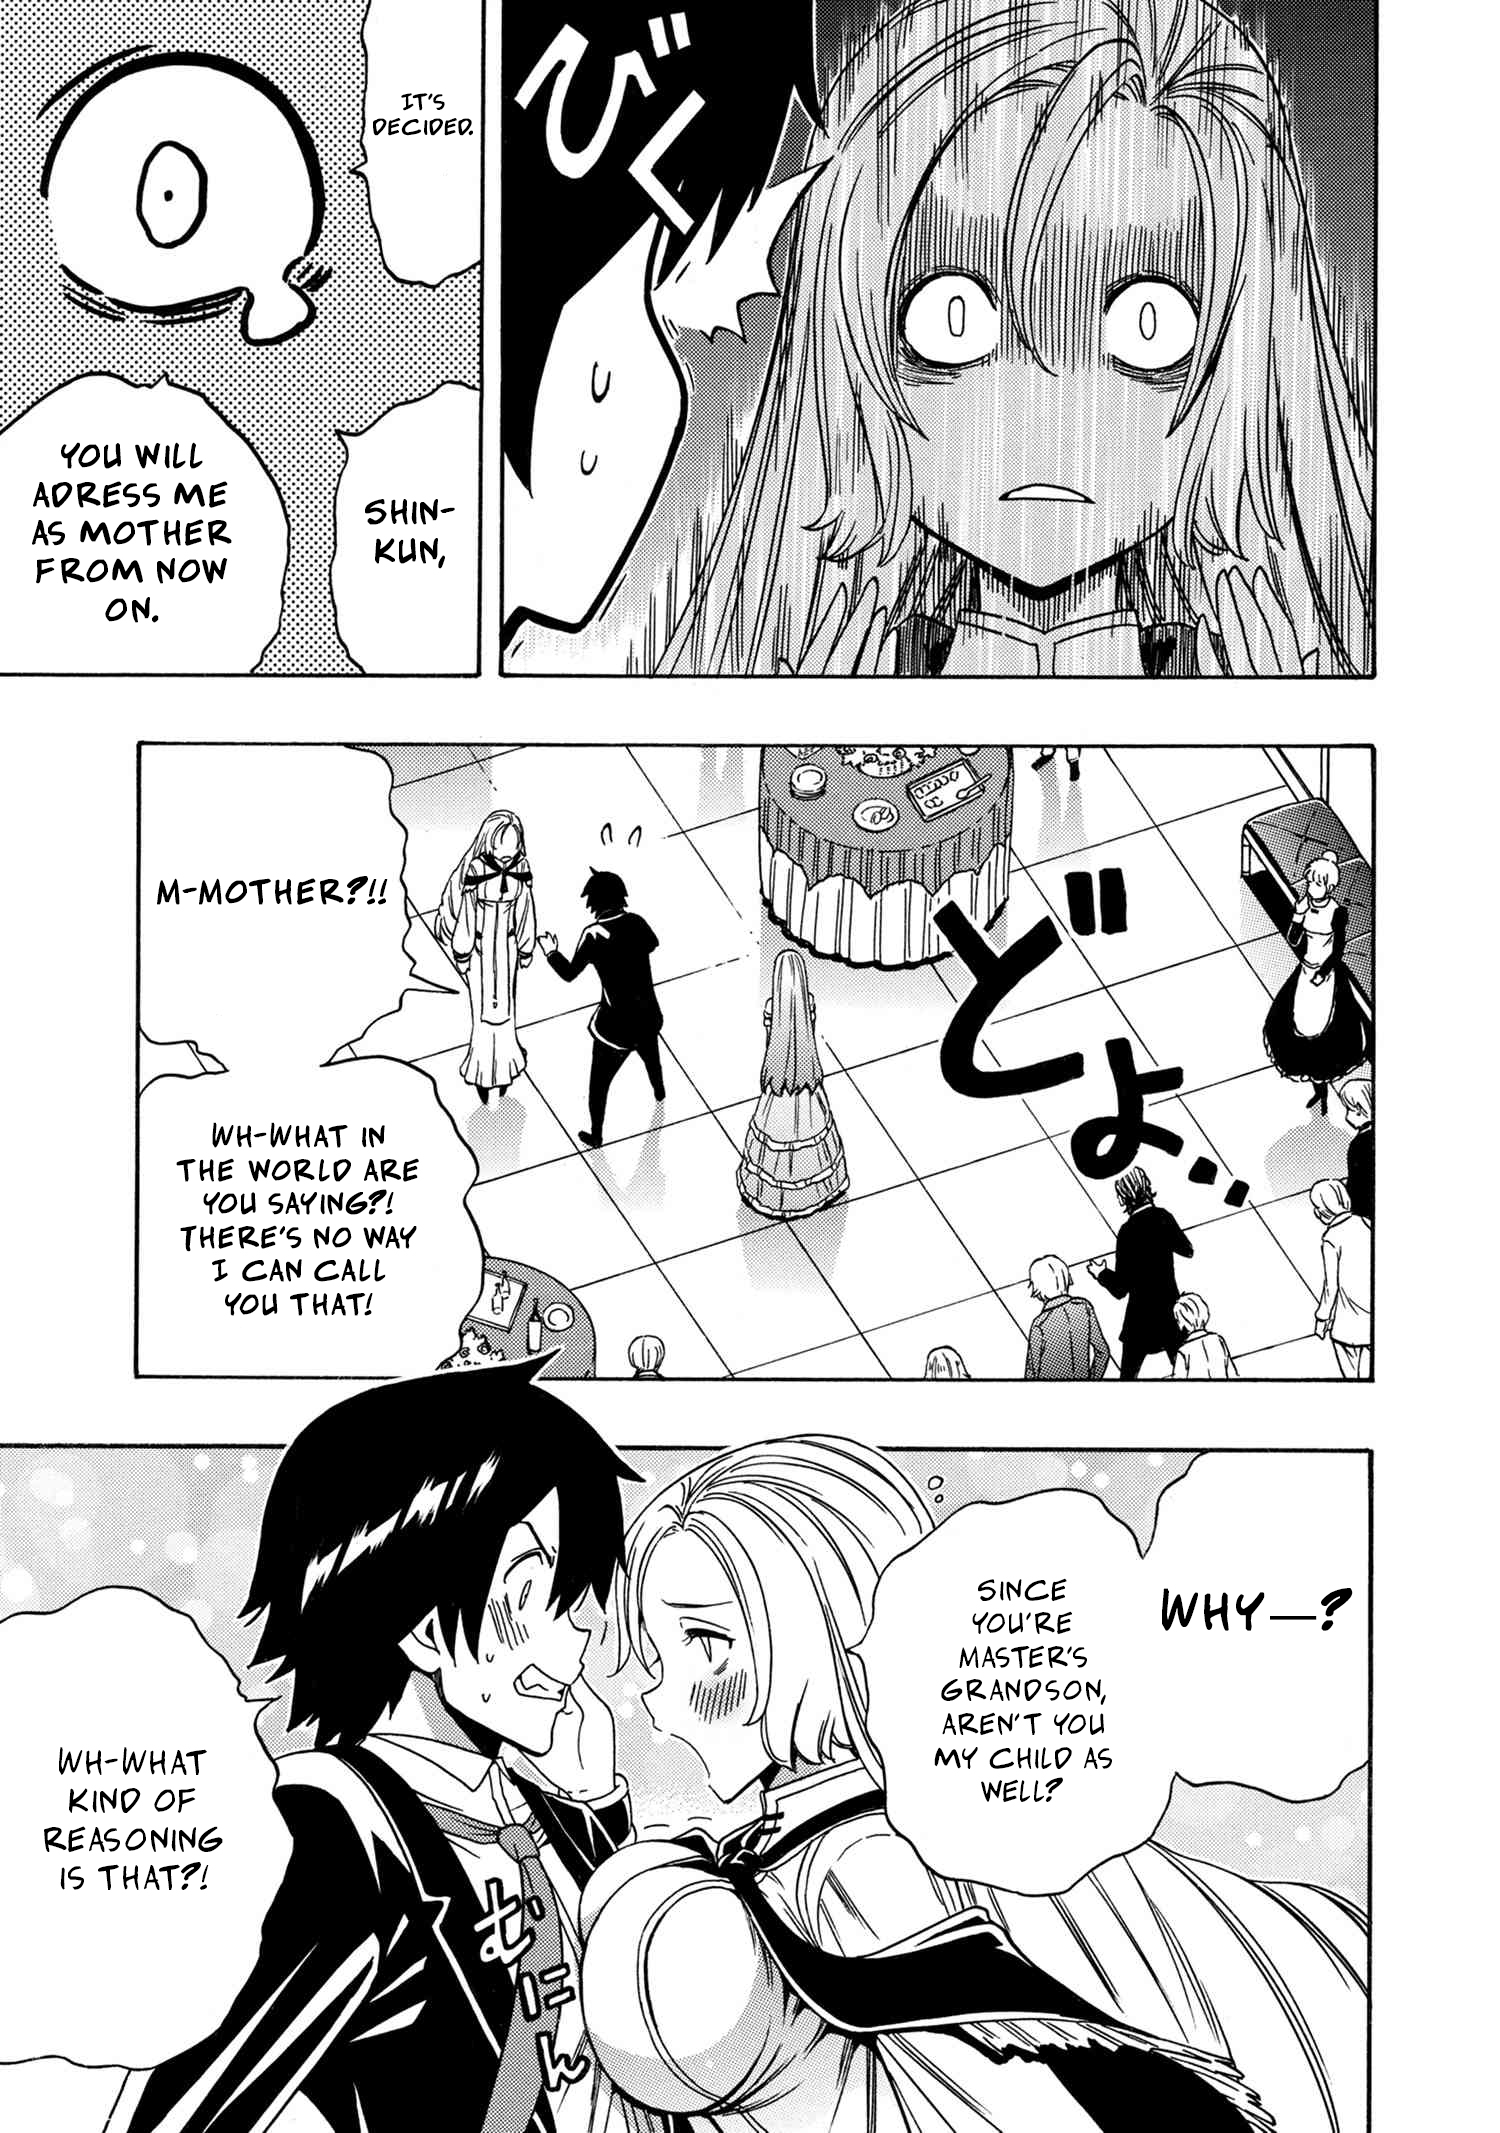 びくっ
IT'S
DECIDED.
SHIN-
KUN,
YOU WILL
ADRESS ME
AS MOTHER
FROM NOW
ON.
M-MOTHER?!!
どよ…
WH-WHAT IN
THE WORLD ARE
YOU SAYING?!
THERE'S NO WAY
I CAN CALL
YOU THAT!
WHY—?
SINCE
YOU'RE
MASTER'S
GRANDSON,
AREN'T YOU
MY CHILD AS
WELL?
WH-WHAT
KIND OF
REASONING
IS THAT?!
むにん